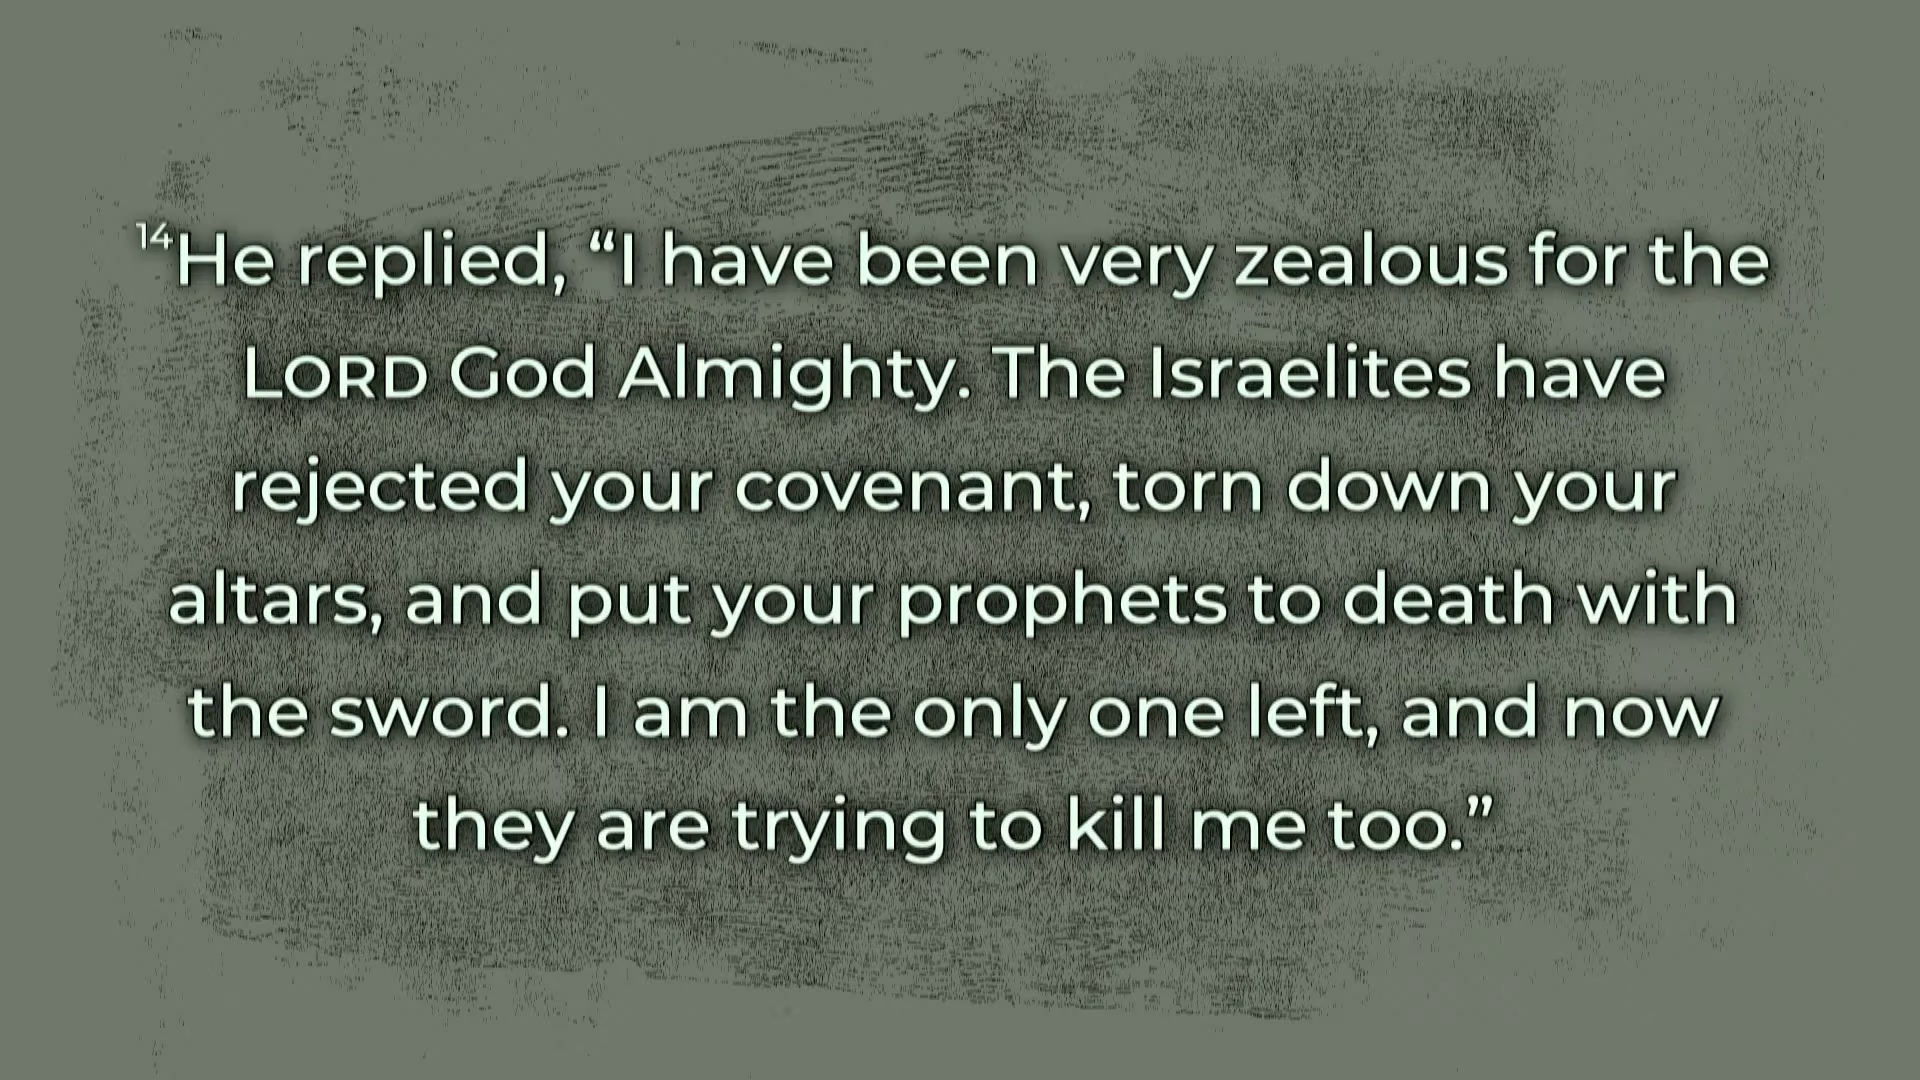 ¹⁴He replied, “I have been very zealous for the
LORD God Almighty. The Israelites have
rejected your covenant, torn down your
altars, and put your prophets to death with
the sword. I am the only one left, and now
they are trying to kill me too.”